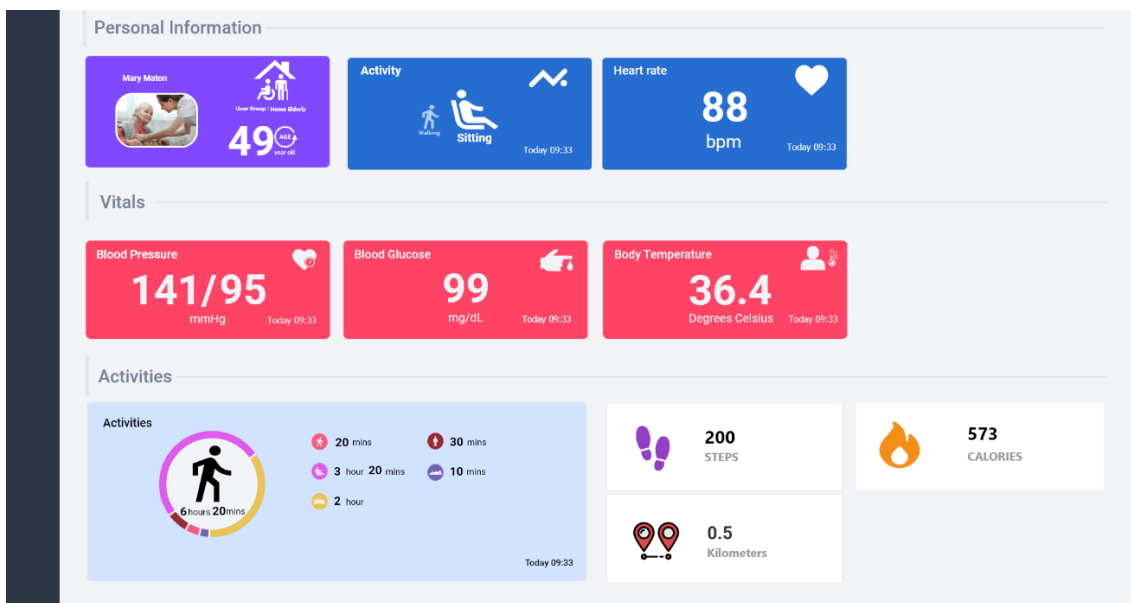 Personal Information
Mary Maton
User Group : Home Elderly
49
AGE
year old
Activity
Walking
Sitting
Today 09:33
Heart rate
88
bpm
Today 09:33
Vitals
Blood Pressure
141/95
mmHg
Today 09:33
Blood Glucose
99
mg/dL
Today 09:33
Body Temperature
36.4
Degrees Celsius
Today 09:33
Activities
Activities
6 hours 20 mins
20 mins
30 mins
3 hour 20 mins
10 mins
2 hour
Today 09:33
200
STEPS
573
CALORIES
0.5
Kilometers